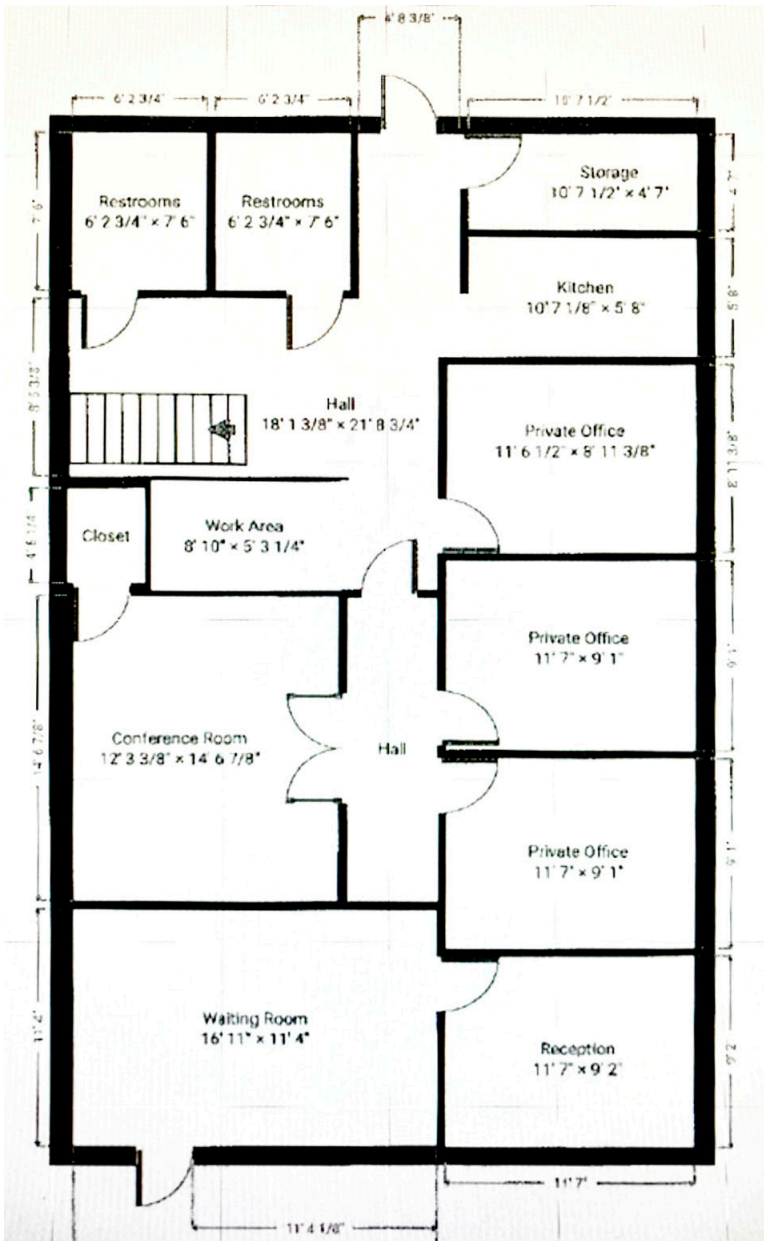 4' 8 3/8"
6' 2 3/4"
6' 2 3/4"
10' 7 1/2"
Restrooms
6' 2 3/4" × 7' 6"
Restrooms
6' 2 3/4" × 7' 6"
Storage
10' 7 1/2" × 4' 7"
7' 6"
4' 7"
Kitchen
10' 7 1/8" × 5' 8"
5' 8"
Hall
18' 1 3/8" × 21' 8 3/4"
Private Office
11' 6 1/2" × 8' 11 3/8"
8' 11 3/8"
Closet
Work Area
8' 10" × 5' 3 1/4"
4' 6 1/4"
Private Office
11' 7" × 9' 1"
9' 1"
Conference Room
12' 3 3/8" × 14' 6 7/8"
14' 6 7/8"
Hall
Private Office
11' 7" × 9' 1"
9' 1"
Waiting Room
16' 11" × 11' 4"
11' 4"
Reception
11' 7" × 9' 2"
9' 2"
11' 7"
11' 4 1/8"